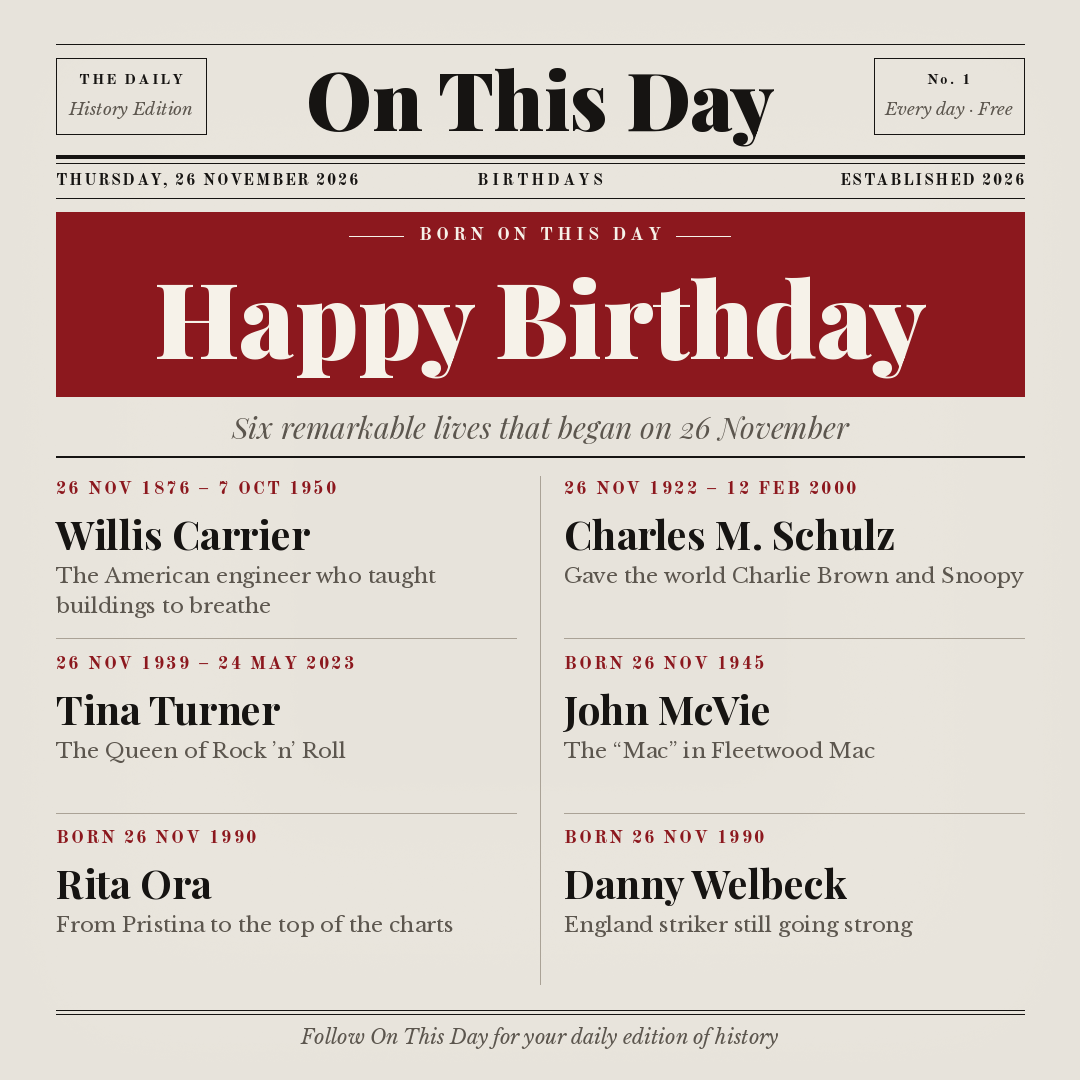 THE DAILY
History Edition
On This Day
No. 1
Every day · Free
THURSDAY, 26 NOVEMBER 2026
BIRTHDAYS
ESTABLISHED 2026
BORN ON THIS DAY
Happy Birthday
Six remarkable lives that began on 26 November
26 NOV 1876 – 7 OCT 1950
Willis Carrier
The American engineer who taught
buildings to breathe
26 NOV 1922 – 12 FEB 2000
Charles M. Schulz
Gave the world Charlie Brown and Snoopy
26 NOV 1939 – 24 MAY 2023
Tina Turner
The Queen of Rock ’n’ Roll
BORN 26 NOV 1945
John McVie
The “Mac” in Fleetwood Mac
BORN 26 NOV 1990
Rita Ora
From Pristina to the top of the charts
BORN 26 NOV 1990
Danny Welbeck
England striker still going strong
Follow On This Day for your daily edition of history